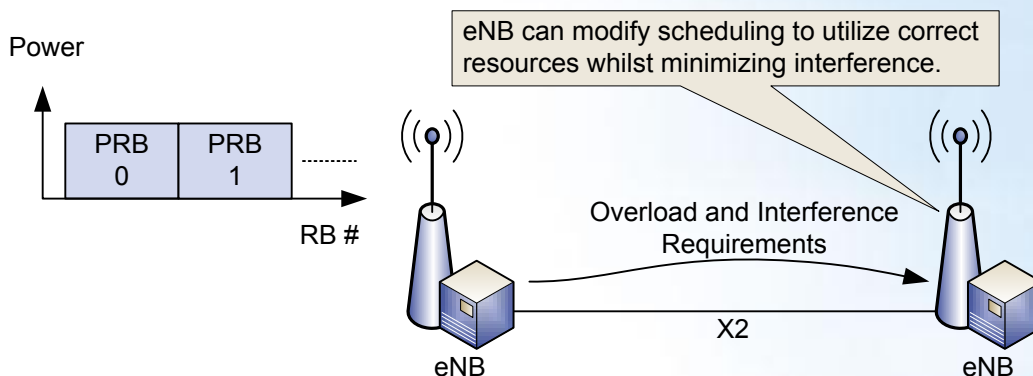 eNB can modify scheduling to utilize correct
resources whilst minimizing interference.
Power
PRB
0
PRB
1
RB #
Overload and Interference
Requirements
X2
eNB
eNB